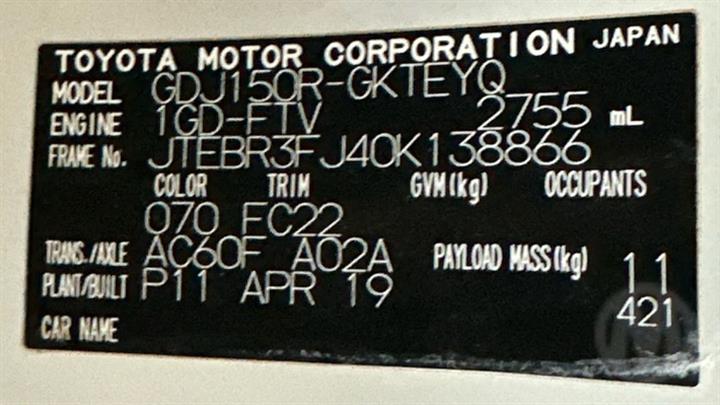 TOYOTA MOTOR CORPORATION JAPAN
MODEL GDJ150R-GKTEYQ
ENGINE 1GD-FTV 2755 mL
FRAME No. JTEBR3FJ40K138866
COLOR TRIM GVM(kg) OCCUPANTS
070 FC22
TRANS./AXLE AC60F A02A PAYLOAD MASS(kg) 11
PLANT/BUILT P11 APR 19 421
CAR NAME